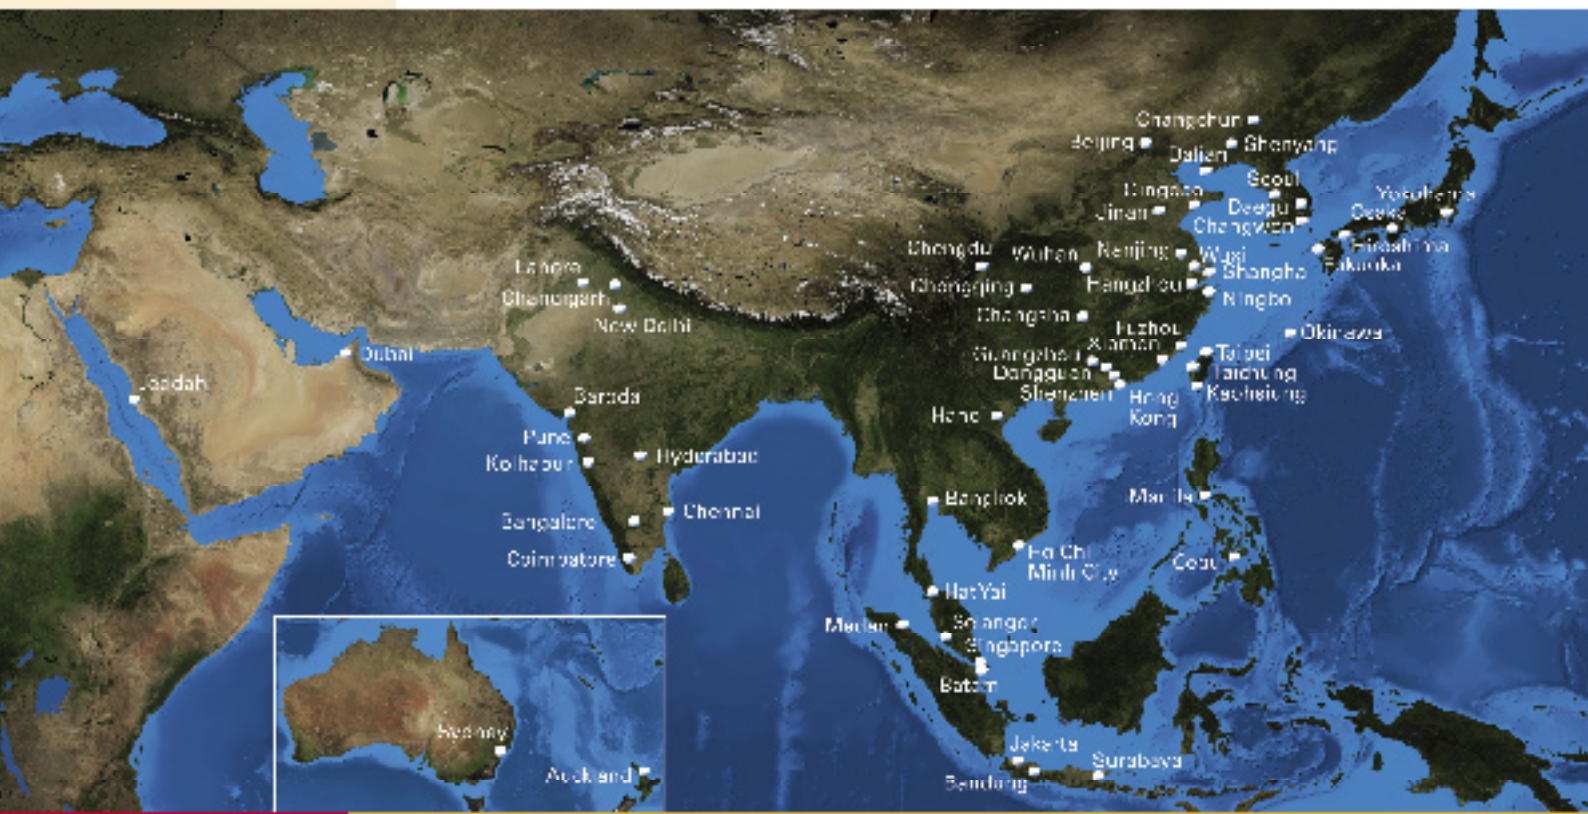 Changchun
Beijing
Shenyang
Dalian
Seoul
Qingdao
Yokohama
Jinan
Daegu
Osaka
Changwon
Chengdu
Wuhan
Nanjing
Wuxi
Hiroshima
Fukuoka
Lahore
Shangha
Chongqing
Hangzhou
Chandigarh
Ningbo
New Delhi
Changsha
Fuzhou
Okinawa
Xiamen
Dubai
Guangzhou
Taipei
Dongguan
Taichung
Jeddah
Shenzhen
Kaohsiung
Baroda
Hong
Kong
Hano
Pune
Kolhapur
Hyderabad
Bangkok
Manila
Chennai
Bangalore
Coimbatore
Ho Chi
Minh City
Cebu
Hat Yai
Medan
Selangor
Singapore
Batam
Sydney
Jakarta
Surabaya
Auckland
Bandung